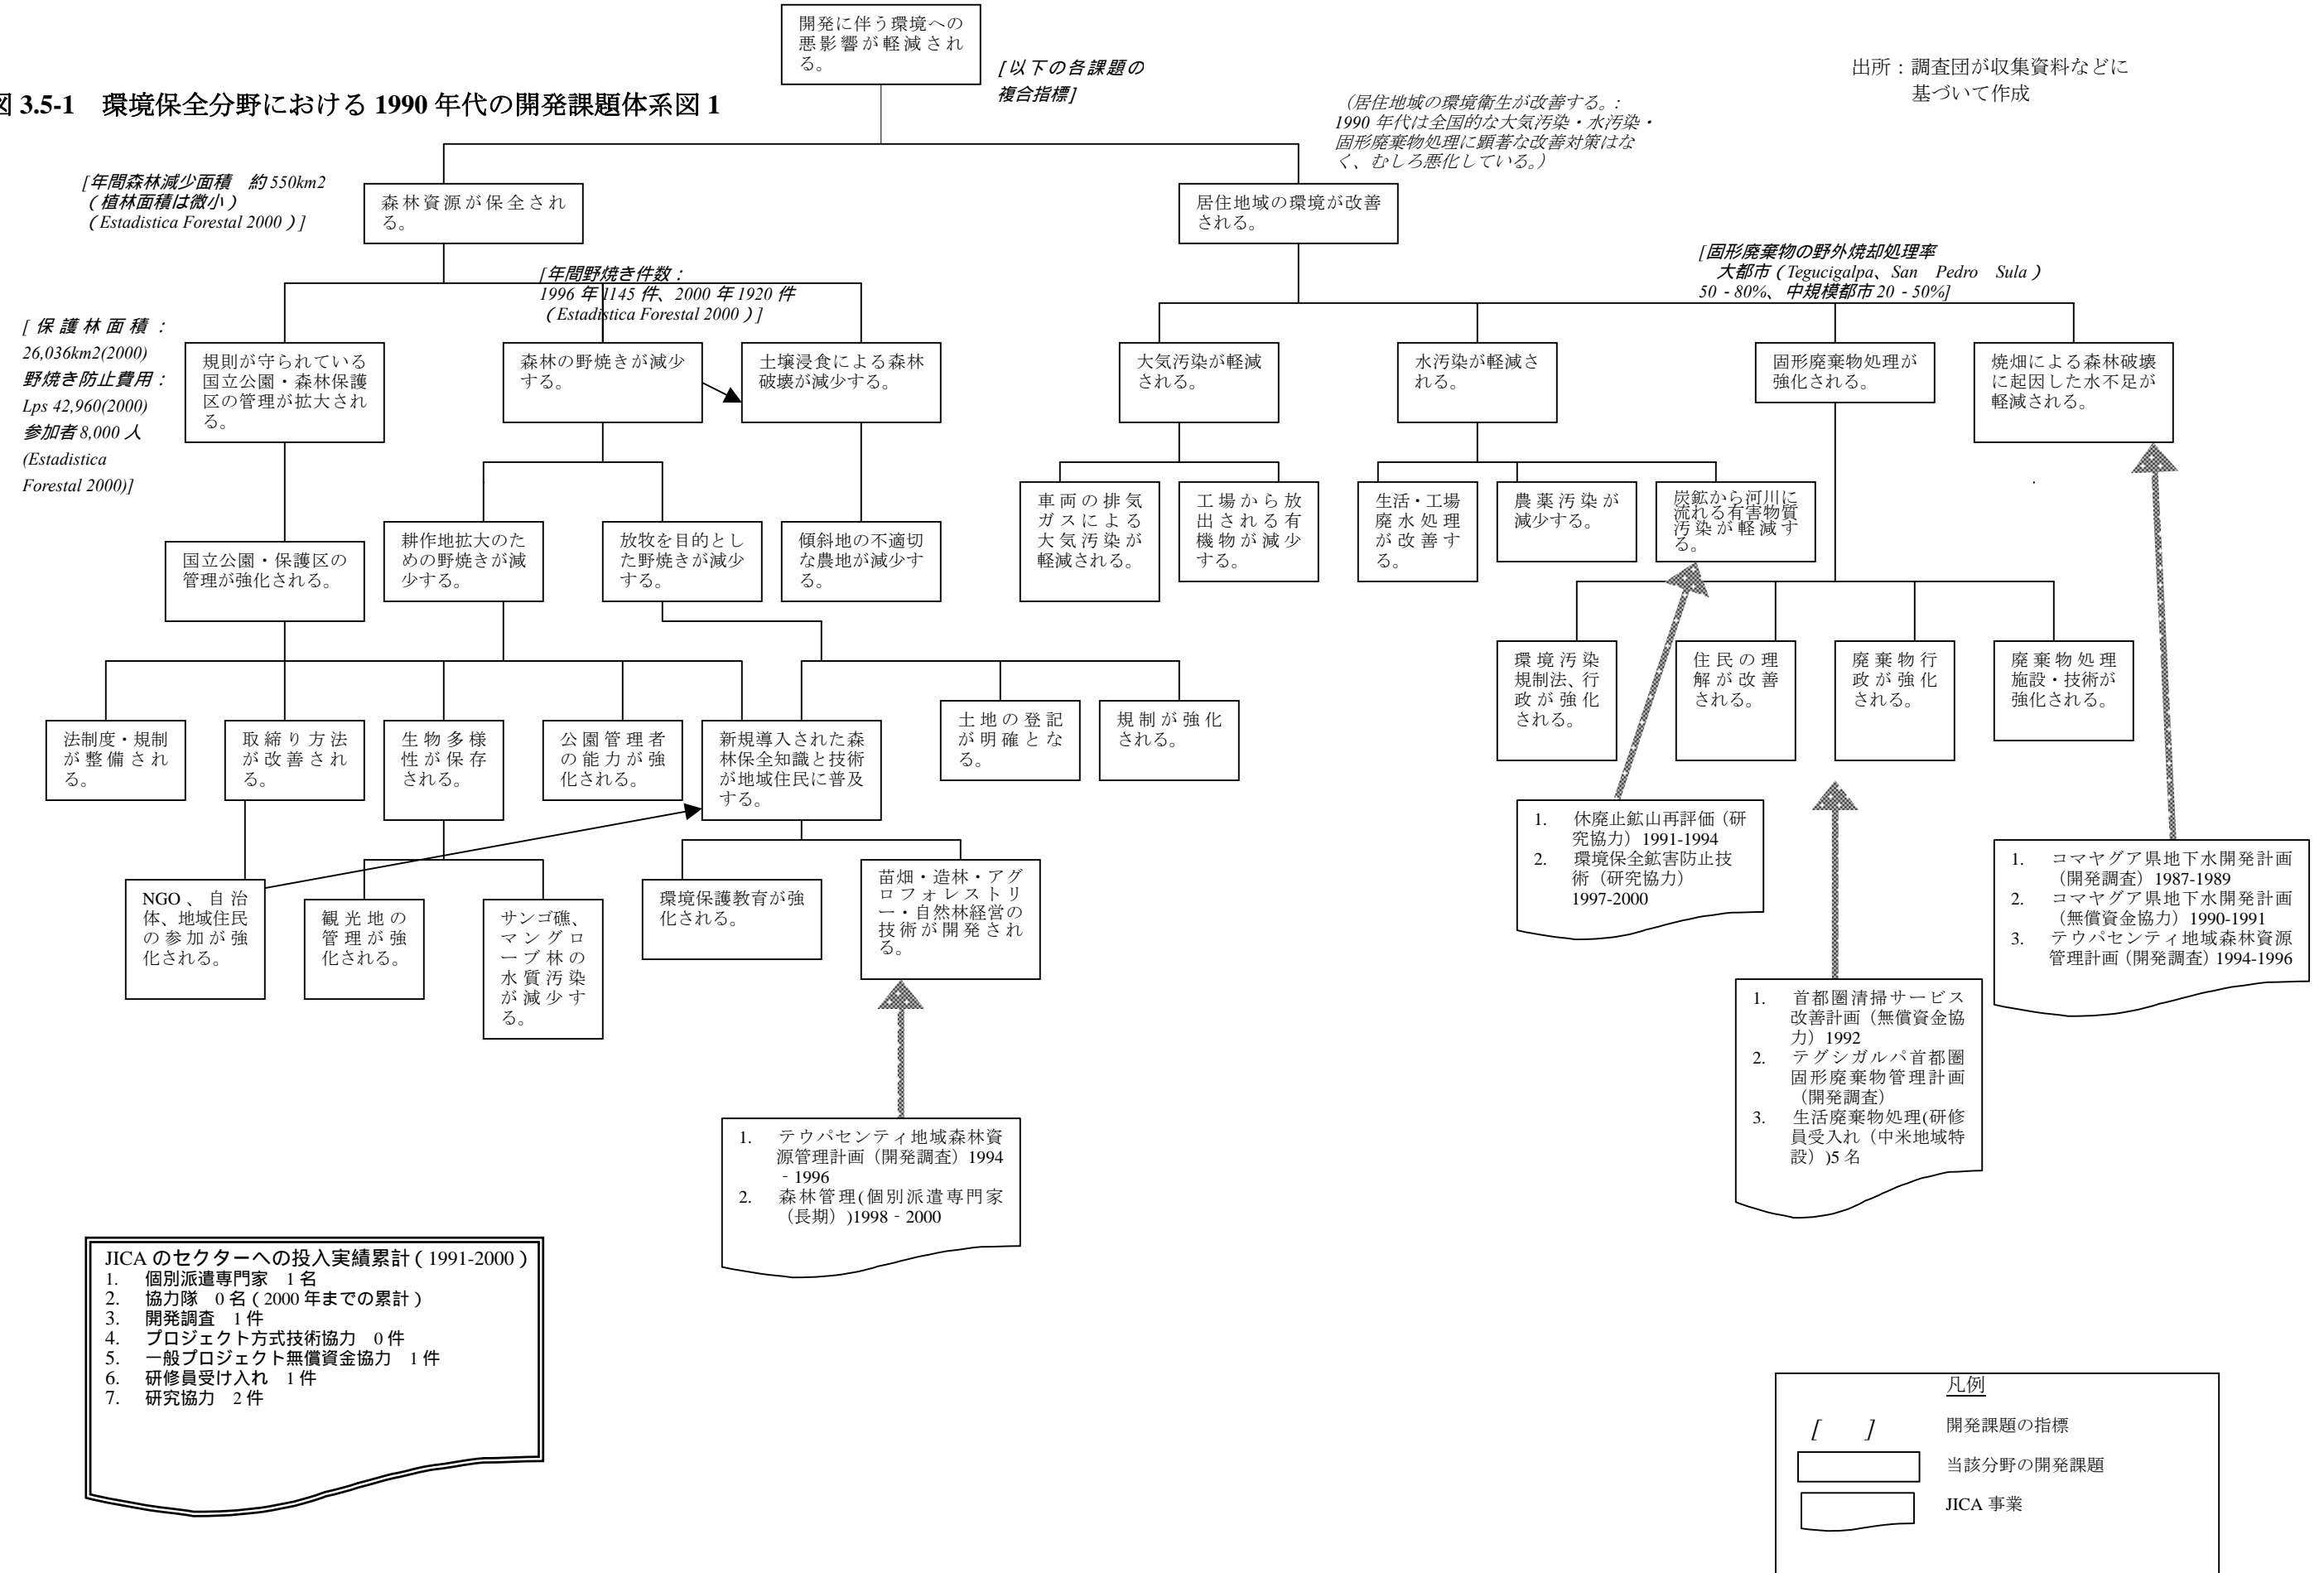 開発に伴う環境への
悪影響が軽減され
る。
[以下の各課題の
複合指標]
出所：調査団が収集資料などに
基づいて作成
図 3.5-1　環境保全分野における 1990 年代の開発課題体系図 1
（居住地域の環境衛生が改善する。：
1990 年代は全国的な大気汚染・水汚染・
固形廃棄物処理に顕著な改善対策はな
く、むしろ悪化している。）
[年間森林減少面積　約 550km2
（植林面積は微小）
（Estadistica Forestal 2000）]
森林資源が保全され
る。
居住地域の環境が改善
される。
[年間野焼き件数：
1996 年 1145 件、2000 年 1920 件
（Estadistica Forestal 2000）]
[固形廃棄物の野外焼却処理率
大都市（Tegucigalpa、San Pedro Sula）
50‐80%、中規模都市 20‐50%]
[保護林面積：
26,036km2(2000)
野焼き防止費用：
Lps 42,960(2000)
参加者 8,000 人
(Estadistica
Forestal 2000)]
規則が守られている
国立公園・森林保護
区の管理が拡大され
る。
森林の野焼きが減少
する。
土壌浸食による森林
破壊が減少する。
大気汚染が軽減
される。
水汚染が軽減さ
れる。
固形廃棄物処理が
強化される。
焼畑による森林破壊
に起因した水不足が
軽減される。
国立公園・保護区の
管理が強化される。
耕作地拡大のた
めの野焼きが減
少する。
放牧を目的とし
た野焼きが減少
する。
傾斜地の不適切
な農地が減少す
る。
車両の排気
ガスによる
大気汚染が
軽減される。
工場から放
出される有
機物が減少
する。
生活・工場
廃水処理
が改善す
る。
農薬汚染が
減少する。
炭鉱から河川に
流れる有害物質
汚染が軽減す
る。
環境汚染
規制法、行
政が強化
される。
住民の理
解が改善
される。
廃棄物行
政が強化
される。
廃棄物処理
施設・技術が
強化される。
法制度・規制
が整備され
る。
取締り方法
が改善され
る。
生物多様
性が保存
される。
公園管理者
の能力が強
化される。
新規導入された森
林保全知識と技術
が地域住民に普及
する。
土地の登記
が明確とな
る。
規制が強化
される。
NGO、自治
体、地域住民
の参加が強
化される。
観光地の
管理が強
化される。
サンゴ礁、
マングロ
ーブ林の
水質汚染
が減少す
る。
環境保護教育が強
化される。
苗畑・造林・アグ
ロフォレストリ
ー・自然林経営の
技術が開発され
る。
1.　休廃止鉱山再評価（研
究協力）1991-1994
2.　環境保全鉱害防止技
術（研究協力）
1997-2000
1.　コマヤグア県地下水開発計画
（開発調査）1987-1989
2.　コマヤグア県地下水開発計画
（無償資金協力）1990-1991
3.　テウパセンティ地域森林資源
管理計画（開発調査）1994-1996
1.　首都圏清掃サービス
改善計画（無償資金協
力）1992
2.　テグシガルパ首都圏
固形廃棄物管理計画
（開発調査）
3.　生活廃棄物処理(研修
員受入れ（中米地域特
設）)5 名
1.　テウパセンティ地域森林資
源管理計画（開発調査）1994
‐1996
2.　森林管理(個別派遣専門家
（長期）)1998‐2000
JICA のセクターへの投入実績累計（1991-2000）
1.　個別派遣専門家　1 名
2.　協力隊　0 名（2000 年までの累計）
3.　開発調査　1 件
4.　プロジェクト方式技術協力　0 件
5.　一般プロジェクト無償資金協力　1 件
6.　研修員受け入れ　1 件
7.　研究協力　2 件
凡例
[　　]　開発課題の指標
当該分野の開発課題
JICA 事業